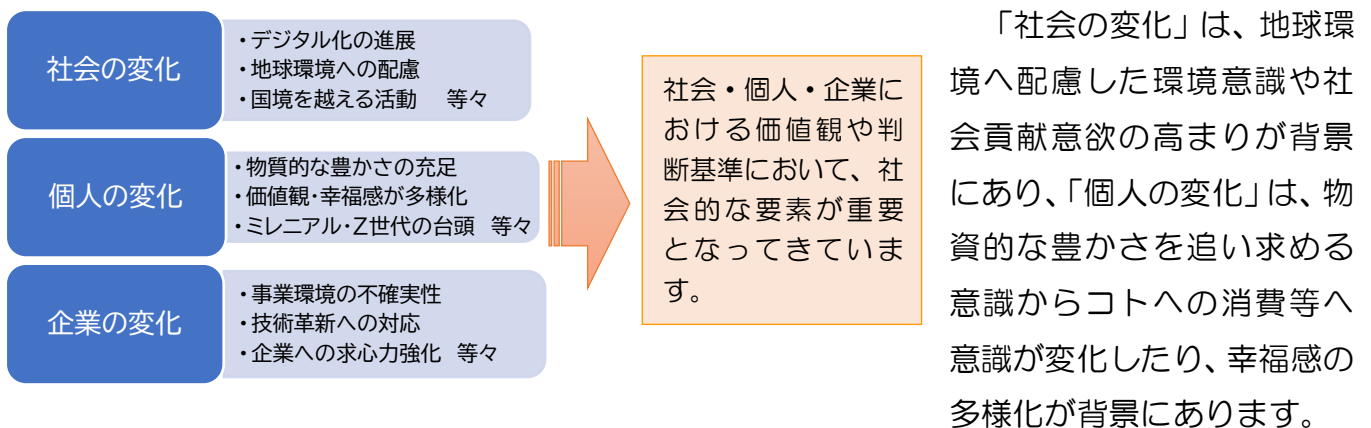 社会の変化
・デジタル化の進展
・地球環境への配慮
・国境を越える活動　等々
個人の変化
・物質的な豊かさの充足
・価値観・幸福感が多様化
・ミレニアル・Z世代の台頭　等々
企業の変化
・事業環境の不確実性
・技術革新への対応
・企業への求心力強化　等々
社会・個人・企業に
おける価値観や判
断基準において、社
会的な要素が重要
となってきていま
す。
「社会の変化」は、地球環
境へ配慮した環境意識や社
会貢献意欲の高まりが背景
にあり、「個人の変化」は、物
資的な豊かさを追い求める
意識からコトへの消費等へ
意識が変化したり、幸福感の
多様化が背景にあります。